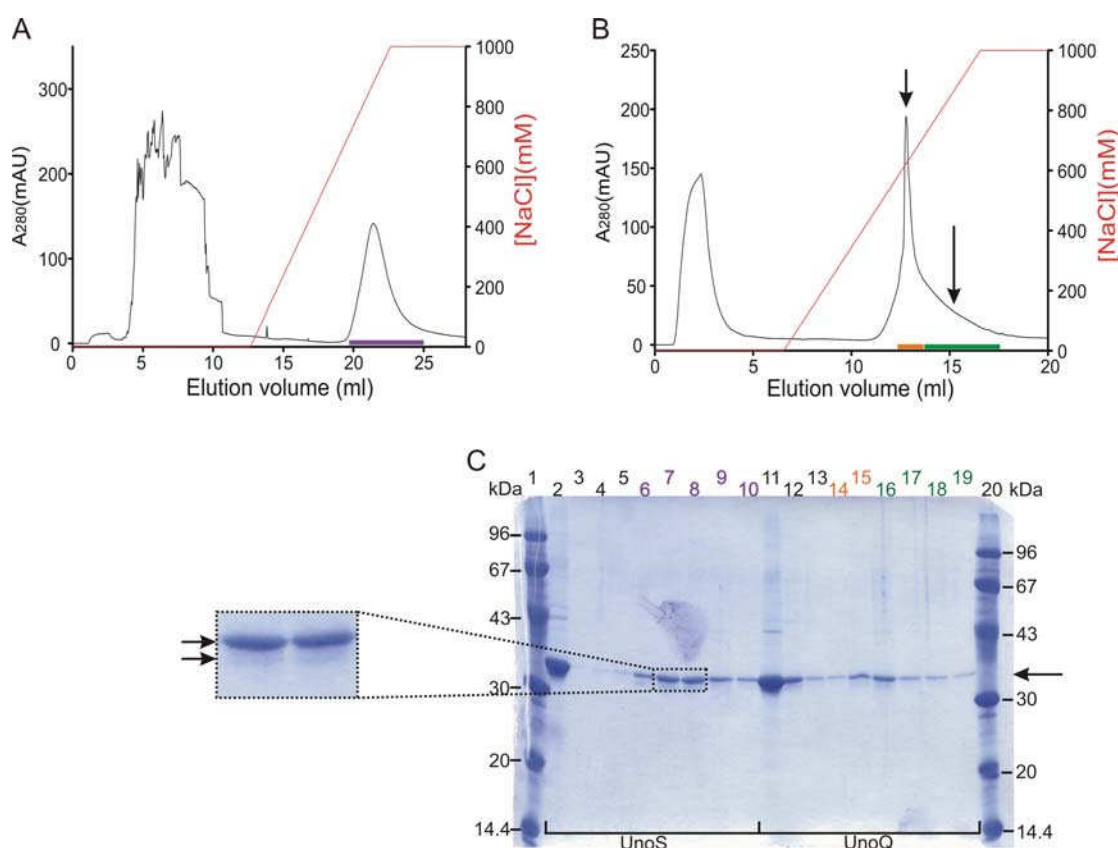 A
B
A280(mAU)
300
200
100
0
0 5 10 15 20 25
Elution volume (ml)
1000
800
600
400
200
0
[NaCl](mM)
A280(mAU)
250
200
150
100
50
0
0 5 10 15 20
Elution volume (ml)
1000
800
600
400
200
0
[NaCl](mM)
C
kDa 1 2 3 4 5 6 7 8 9 10 11 12 13 14 15 16 17 18 19 20 kDa
96
67
43
30
20
14.4
96
67
43
30
20
14.4
UnoS UnoQ